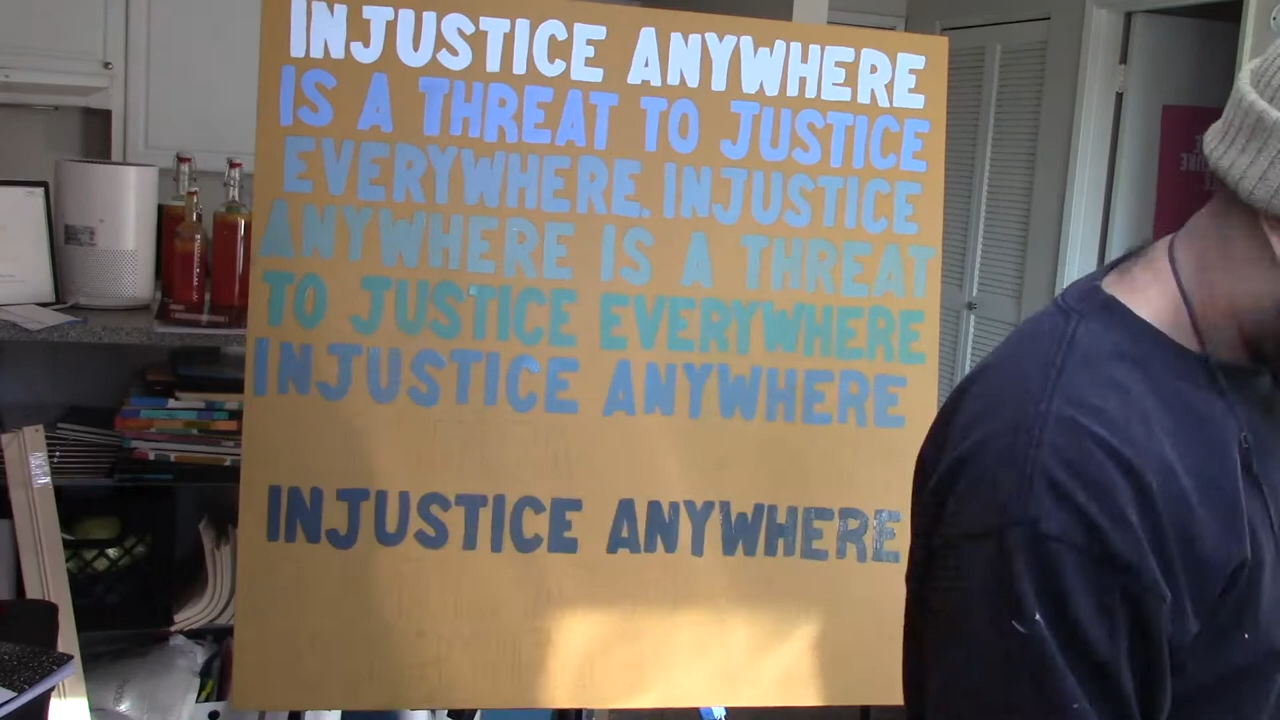 INJUSTICE ANYWHERE
IS A THREAT TO JUSTICE
EVERYWHERE. INJUSTICE
ANYWHERE IS A THREAT
TO JUSTICE EVERYWHERE
INJUSTICE ANYWHERE
INJUSTICE ANYWHERE